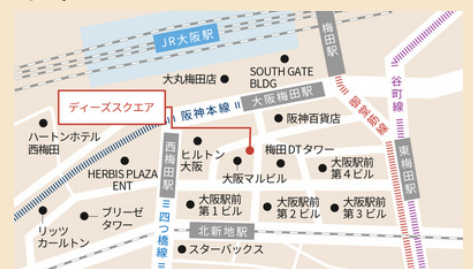 JR大阪駅
梅田駅
谷町線
大丸梅田店
SOUTH GATE
BLDG
ディーズスクエア
阪神本線
大阪梅田駅
御堂筋線
阪神百貨店
ハートンホテル
西梅田
西梅田駅
ヒルトン
大阪
梅田DTタワー
東梅田駅
HERBIS PLAZA
ENT
大阪マルビル
大阪駅前
第4ビル
リッツ
カールトン
ブリーゼ
タワー
大阪駅前
第1ビル
大阪駅前
第2ビル
大阪駅前
第3ビル
四つ橋線
北新地駅
スターバックス